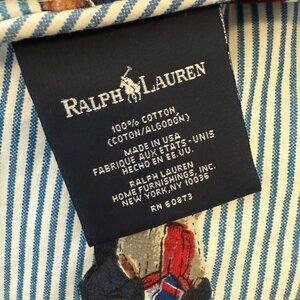 RALPH LAUREN
100% COTTON
(COTON/ALGODÓN)
MADE IN USA
FABRIQUE AUX ETATS-UNIS
HECHO EN EE.UU.
RALPH LAUREN
HOME FURNISHINGS, INC.
NEW YORK, NY 10036
RN 60873